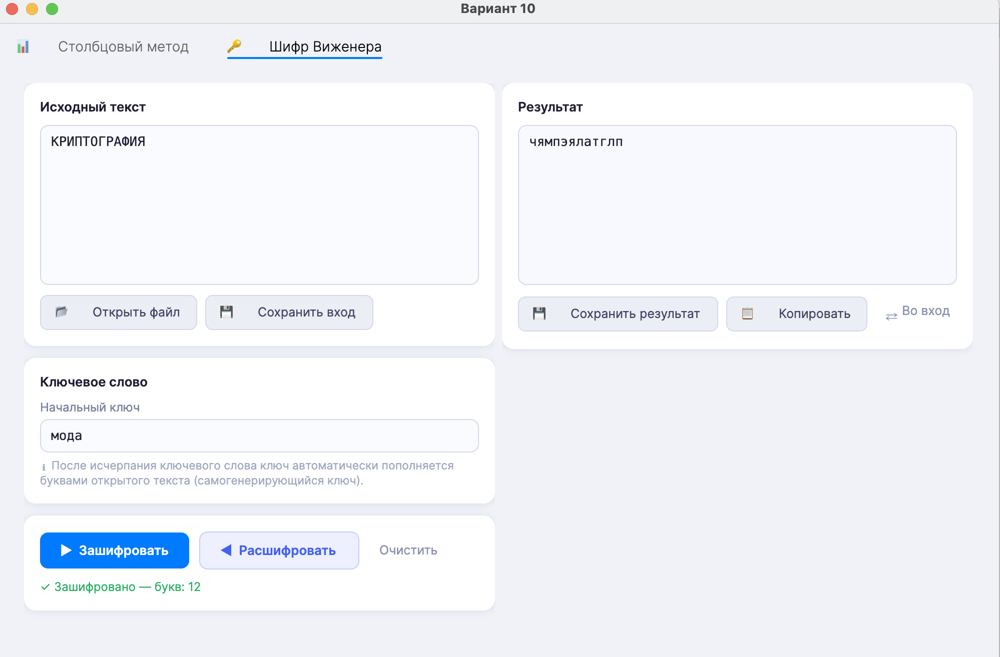 Вариант 10
Столбцовый метод
Шифр Виженера
Исходный текст
КРИПТОГРАФИЯ
Открыть файл
Сохранить вход
Результат
чямпэялатглп
Сохранить результат
Копировать
⇄ Во вход
Ключевое слово
Начальный ключ
мода
ℹ После исчерпания ключевого слова ключ автоматически пополняется
буквами открытого текста (самогенерирующийся ключ).
▶ Зашифровать
◀ Расшифровать
Очистить
✓ Зашифровано — букв: 12